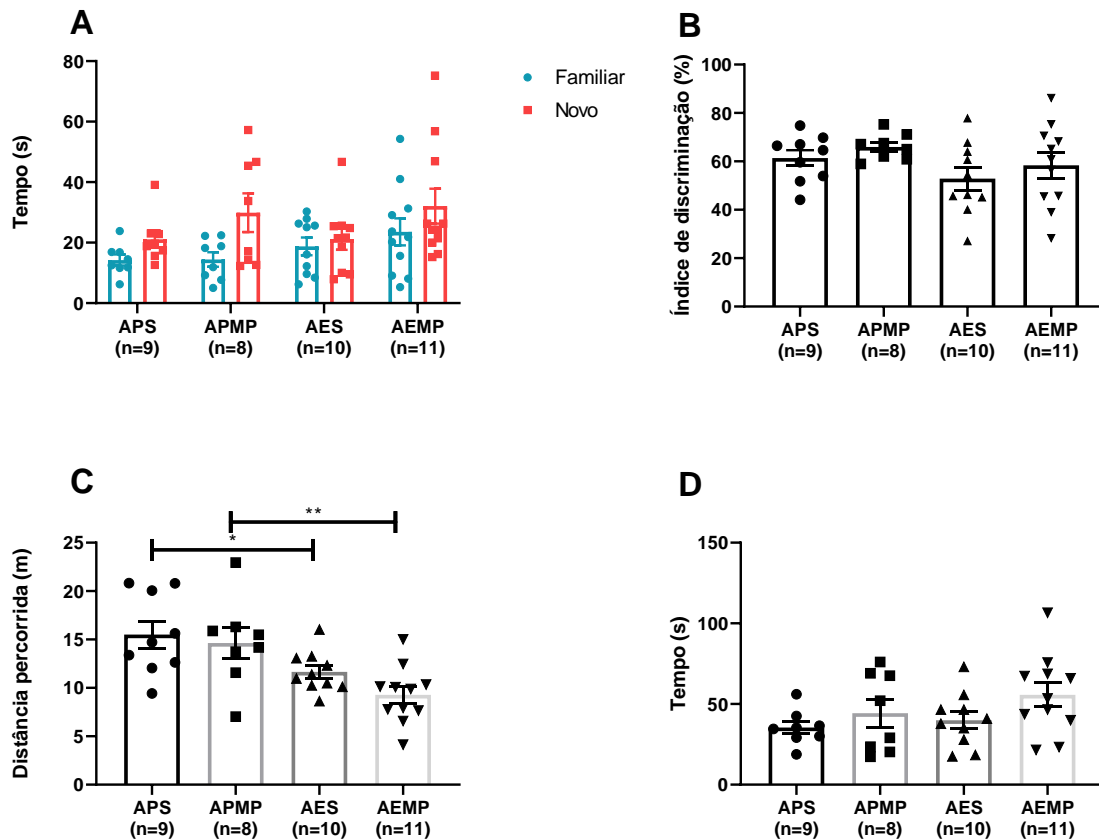 A
Tempo (s)
80
60
40
20
0
APS
(n=9)
APMP
(n=8)
AES
(n=10)
AEMP
(n=11)
Familiar
Novo
B
Índice de discriminação (%)
100
80
60
40
20
0
APS
(n=9)
APMP
(n=8)
AES
(n=10)
AEMP
(n=11)
C
Distância percorrida (m)
25
20
15
10
5
0
*
**
APS
(n=9)
APMP
(n=8)
AES
(n=10)
AEMP
(n=11)
D
Tempo (s)
150
100
50
0
APS
(n=9)
APMP
(n=8)
AES
(n=10)
AEMP
(n=11)